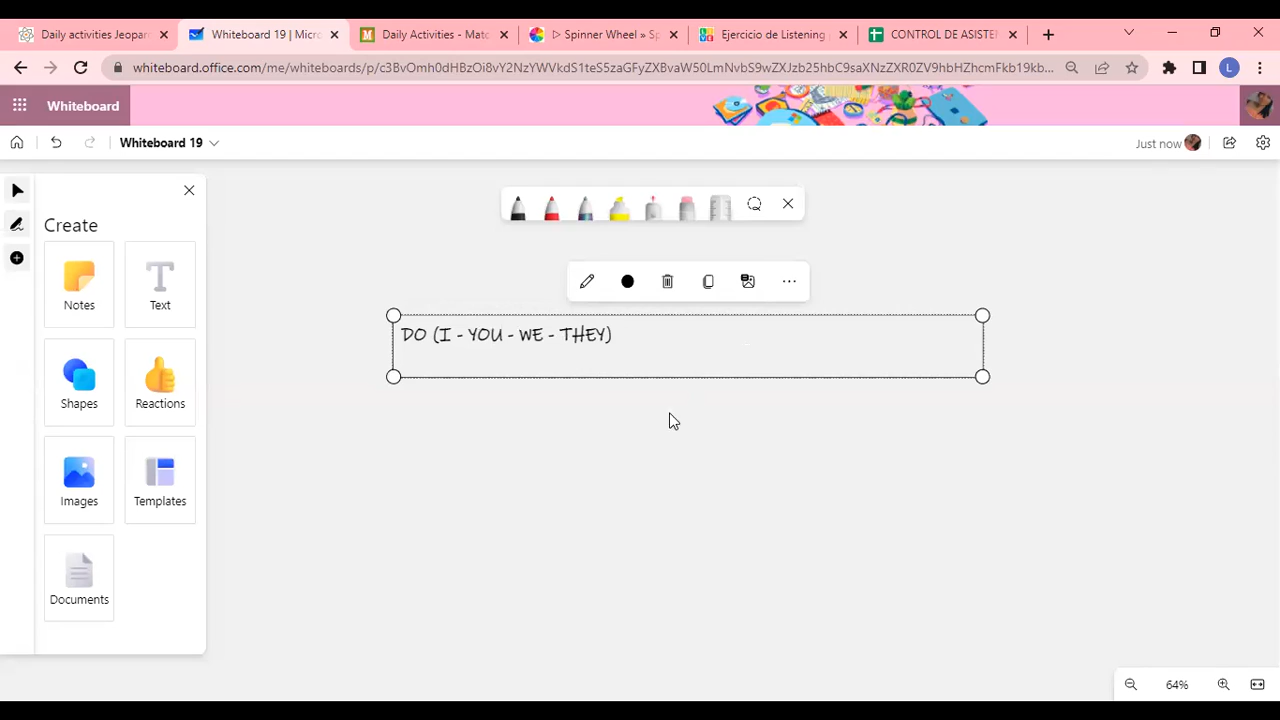 Daily activities Jeopar
Whiteboard 19 | Micro
Daily Activities - Matc
Spinner Wheel » Sp
Ejercicio de Listening
CONTROL DE ASISTEN
whiteboard.office.com/me/whiteboards/p/c3BvOmh0dHBzOi8vY2NzYWVkdS1teS5zaGFyZXBvaW50LmNvbS9wZXJzb25hbC9saXNzZXR0ZV9hbHZhcmFkb19kb...
L
Whiteboard
Whiteboard 19
Just now
Create
Notes
Text
Shapes
Reactions
Images
Templates
Documents
DO (I - YOU - WE - THEY)
64%